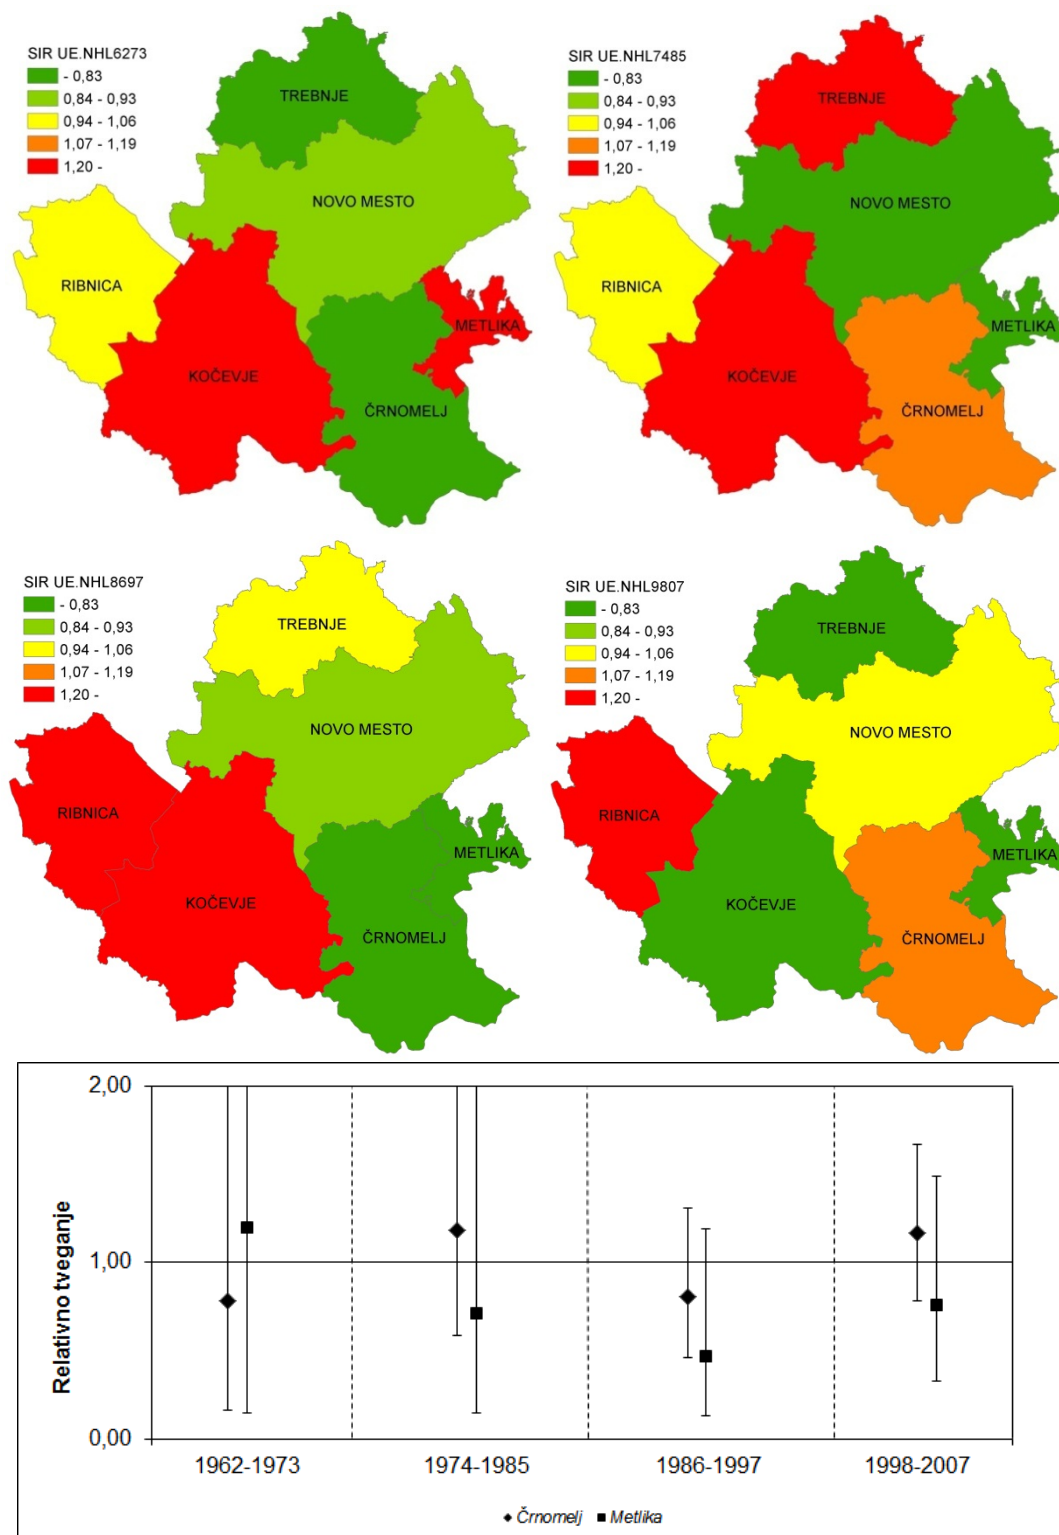 SIR UE.NHL6273
- 0,83
0,84 - 0,93
0,94 - 1,06
1,07 - 1,19
1,20 -
TREBNJE
NOVO MESTO
RIBNICA
METLIKA
KOČEVJE
ČRNOMELJ
SIR UE.NHL7485
- 0,83
0,84 - 0,93
0,94 - 1,06
1,07 - 1,19
1,20 -
TREBNJE
NOVO MESTO
RIBNICA
METLIKA
KOČEVJE
ČRNOMELJ
SIR UE.NHL8697
- 0,83
0,84 - 0,93
0,94 - 1,06
1,07 - 1,19
1,20 -
TREBNJE
NOVO MESTO
RIBNICA
METLIKA
KOČEVJE
ČRNOMELJ
SIR UE.NHL9807
- 0,83
0,84 - 0,93
0,94 - 1,06
1,07 - 1,19
1,20 -
TREBNJE
NOVO MESTO
RIBNICA
METLIKA
KOČEVJE
ČRNOMELJ
Relativno tveganje
2,00
1,00
0,00
1962-1973 1974-1985 1986-1997 1998-2007
Črnomelj Metlika